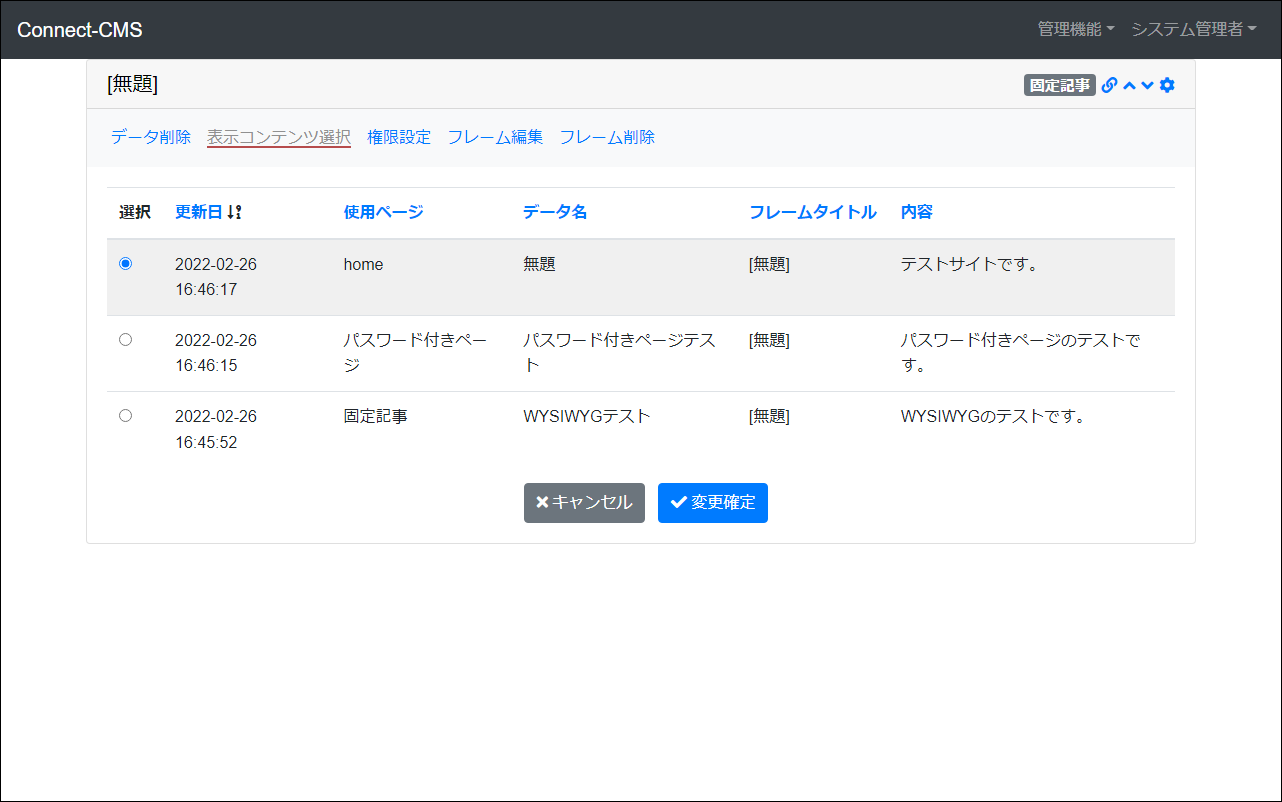 Connect-CMS 管理機能 システム管理者
[無題] 固定記事
データ削除 表示コンテンツ選択 権限設定 フレーム編集 フレーム削除
選択 更新日 使用ページ データ名 フレームタイトル 内容
2022-02-26 home 無題 [無題] テストサイトです。
16:46:17
2022-02-26 パスワード付きペー パスワード付きページテス [無題] パスワード付きページのテストで
16:46:15 ジ ト す。
2022-02-26 固定記事 WYSIWYGテスト [無題] WYSIWYGのテストです。
16:45:52
キャンセル 変更確定